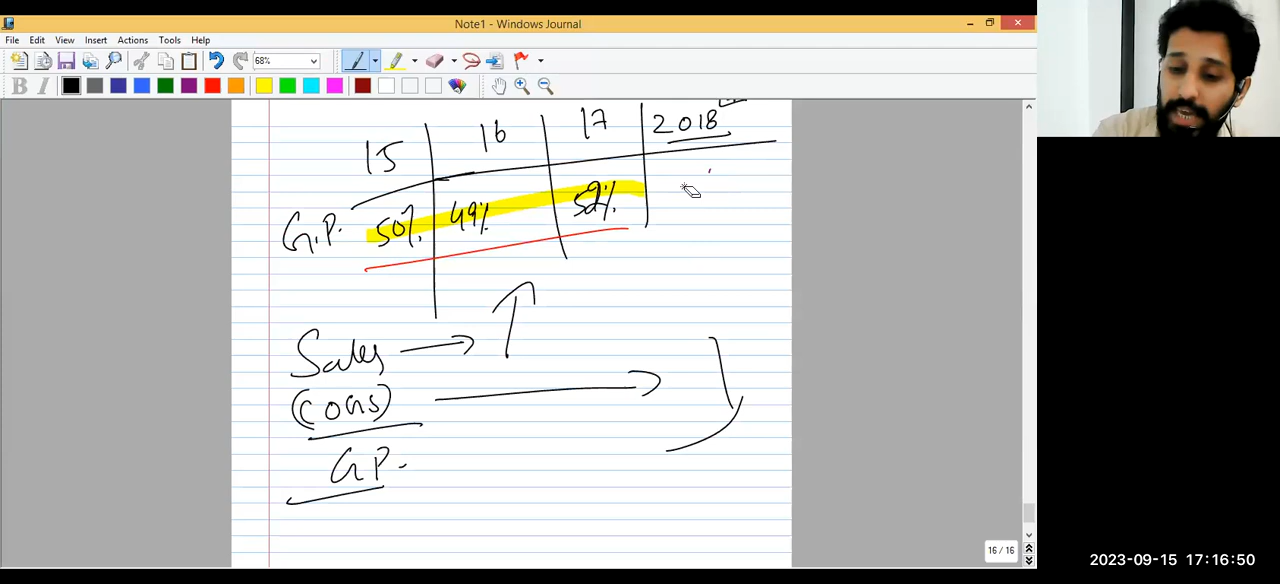 Note1 - Windows Journal
File Edit View Insert Actions Tools Help
68%
B I
15 16 17 2018
G.P. 50%. 49% 52%
Sales
(COGS)
GP.
16 / 16
2023-09-15 17:16:50